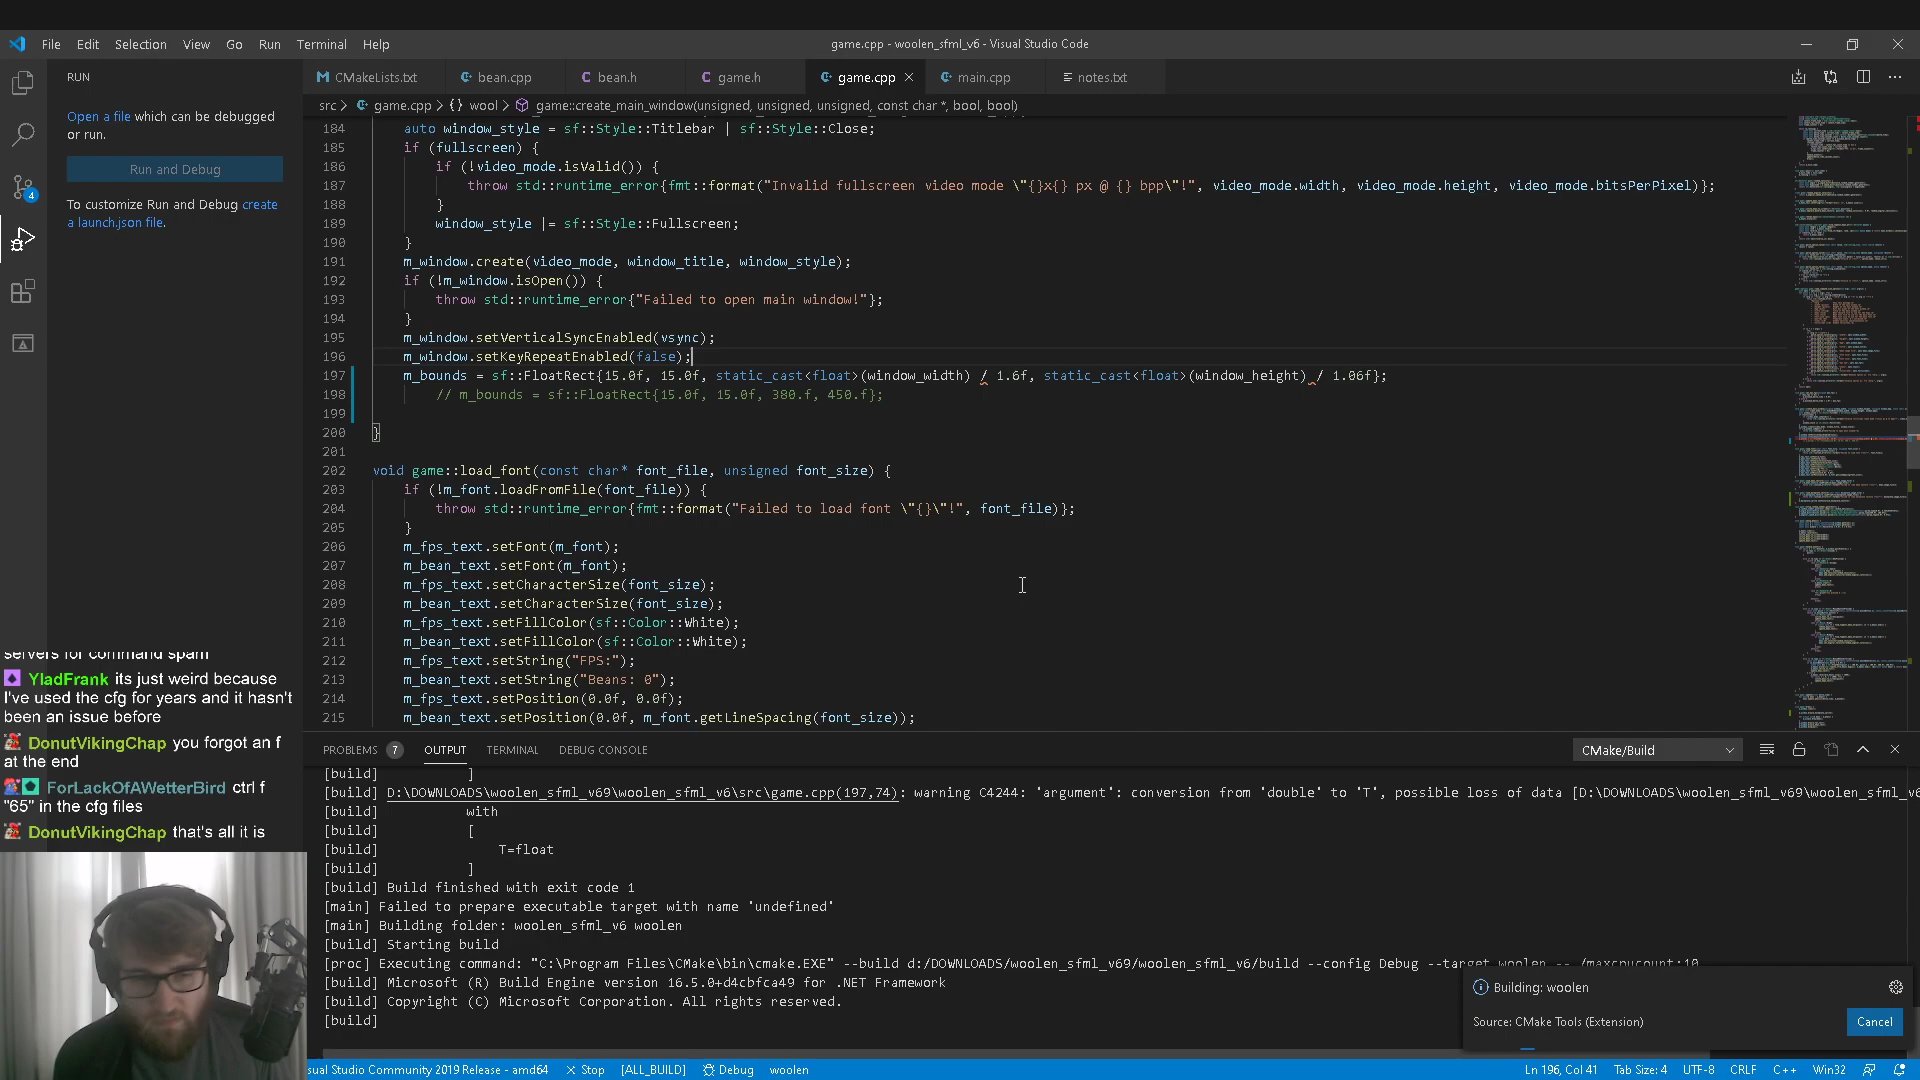 File Edit Selection View Go Run Terminal Help
game.cpp - woolen_sfml_v6 - Visual Studio Code
RUN
Open a file which can be debugged
or run.
Run and Debug
To customize Run and Debug create
a launch.json file.
4
CMakeLists.txt bean.cpp bean.h game.h game.cpp main.cpp notes.txt
src > game.cpp > {} wool > game::create_main_window(unsigned, unsigned, unsigned, const char *, bool, bool)
184 auto window_style = sf::Style::Titlebar | sf::Style::Close;
185 if (fullscreen) {
186 if (!video_mode.isValid()) {
187 throw std::runtime_error{fmt::format("Invalid fullscreen video mode \"{}x{} px @ {} bpp\"!", video_mode.width, video_mode.height, video_mode.bitsPerPixel)};
188 }
189 window_style |= sf::Style::Fullscreen;
190 }
191 m_window.create(video_mode, window_title, window_style);
192 if (!m_window.isOpen()) {
193 throw std::runtime_error{"Failed to open main window!"};
194 }
195 m_window.setVerticalSyncEnabled(vsync);
196 m_window.setKeyRepeatEnabled(false);
197 m_bounds = sf::FloatRect{15.0f, 15.0f, static_cast<float>(window_width) / 1.6f, static_cast<float>(window_height) / 1.06f};
198 // m_bounds = sf::FloatRect{15.0f, 15.0f, 380.f, 450.f};
199
200 }
201
202 void game::load_font(const char* font_file, unsigned font_size) {
203 if (!m_font.loadFromFile(font_file)) {
204 throw std::runtime_error{fmt::format("Failed to load font \"{}\"!", font_file)};
205 }
206 m_fps_text.setFont(m_font);
207 m_bean_text.setFont(m_font);
208 m_fps_text.setCharacterSize(font_size);
209 m_bean_text.setCharacterSize(font_size);
210 m_fps_text.setFillColor(sf::Color::White);
211 m_bean_text.setFillColor(sf::Color::White);
212 m_fps_text.setString("FPS:");
213 m_bean_text.setString("Beans: 0");
214 m_fps_text.setPosition(0.0f, 0.0f);
215 m_bean_text.setPosition(0.0f, m_font.getLineSpacing(font_size));
servers for command spam
YladFrank its just weird because
I've used the cfg for years and it hasn't
been an issue before
DonutVikingChap you forgot an f
at the end
ForLackOfAWetterBird ctrl f
"65" in the cfg files
DonutVikingChap that's all it is
PROBLEMS 7 OUTPUT TERMINAL DEBUG CONSOLE
CMake/Build
[build] ]
[build] D:\DOWNLOADS\woolen_sfml_v69\woolen_sfml_v6\src\game.cpp(197,74): warning C4244: 'argument': conversion from 'double' to 'T', possible loss of data [D:\DOWNLOADS\woolen_sfml_v69\woolen_sfml_v6
[build] with
[build] [
[build] T=float
[build] ]
[build] Build finished with exit code 1
[main] Failed to prepare executable target with name 'undefined'
[main] Building folder: woolen_sfml_v6 woolen
[build] Starting build
[proc] Executing command: "C:\Program Files\CMake\bin\cmake.EXE" --build d:/DOWNLOADS/woolen_sfml_v69/woolen_sfml_v6/build --config Debug --target woolen -- /maxcpucount:10
[build] Microsoft (R) Build Engine version 16.5.0+d4cbfca49 for .NET Framework
[build] Copyright (C) Microsoft Corporation. All rights reserved.
[build]
Building: woolen
Source: CMake Tools (Extension)
Cancel
sual Studio Community 2019 Release - amd64 Stop [ALL_BUILD] Debug woolen
Ln 196, Col 41 Tab Size: 4 UTF-8 CRLF C++ Win32